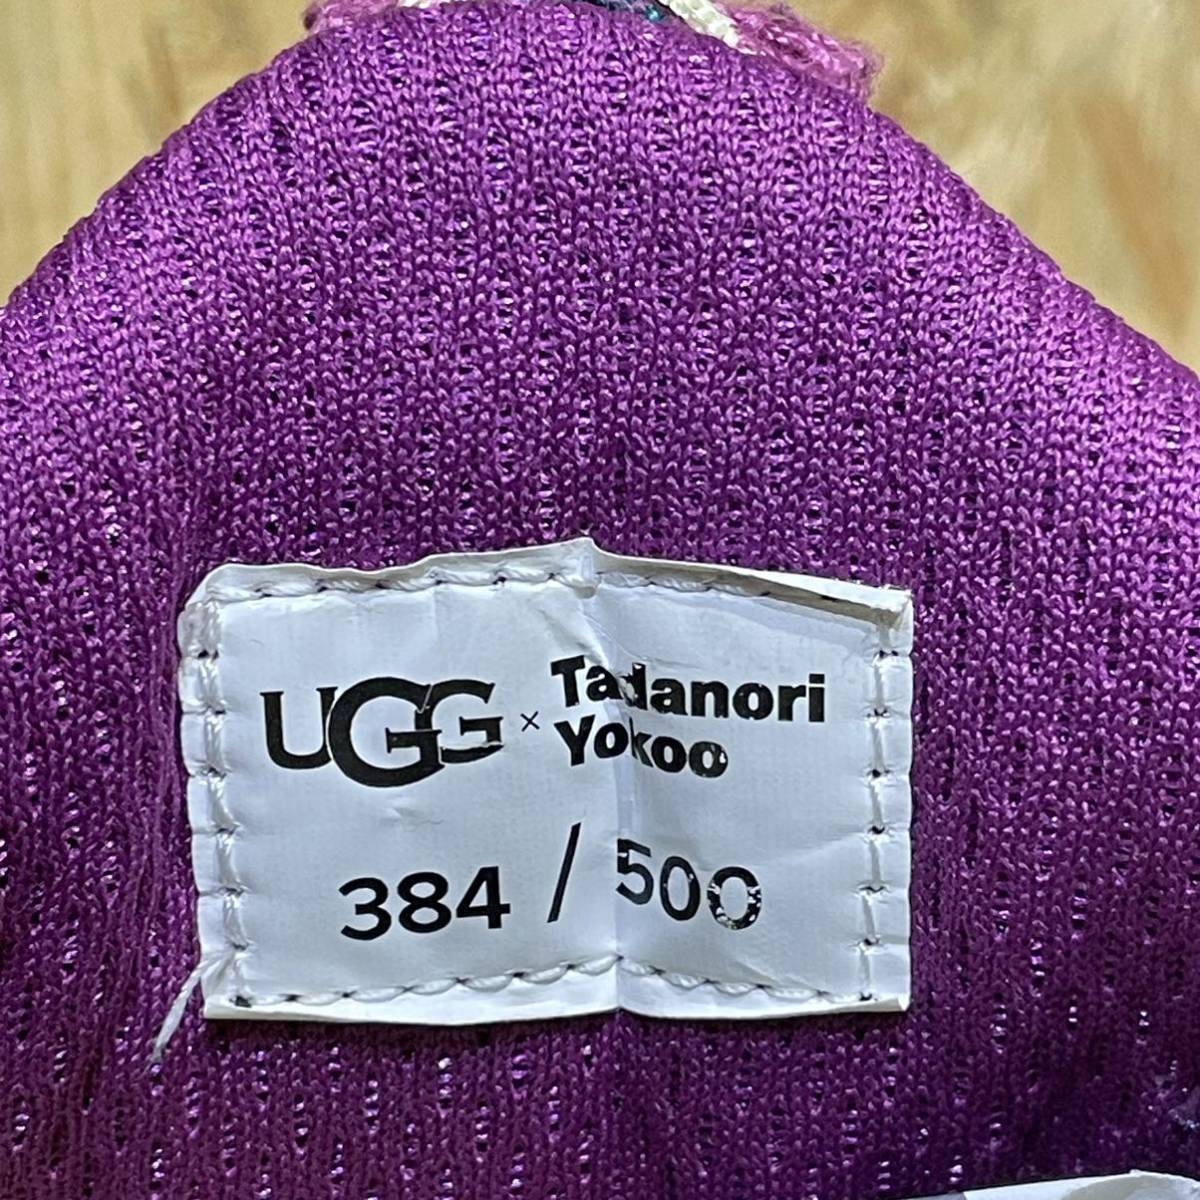 UGG × Tadanori
Yokoo
384 / 500